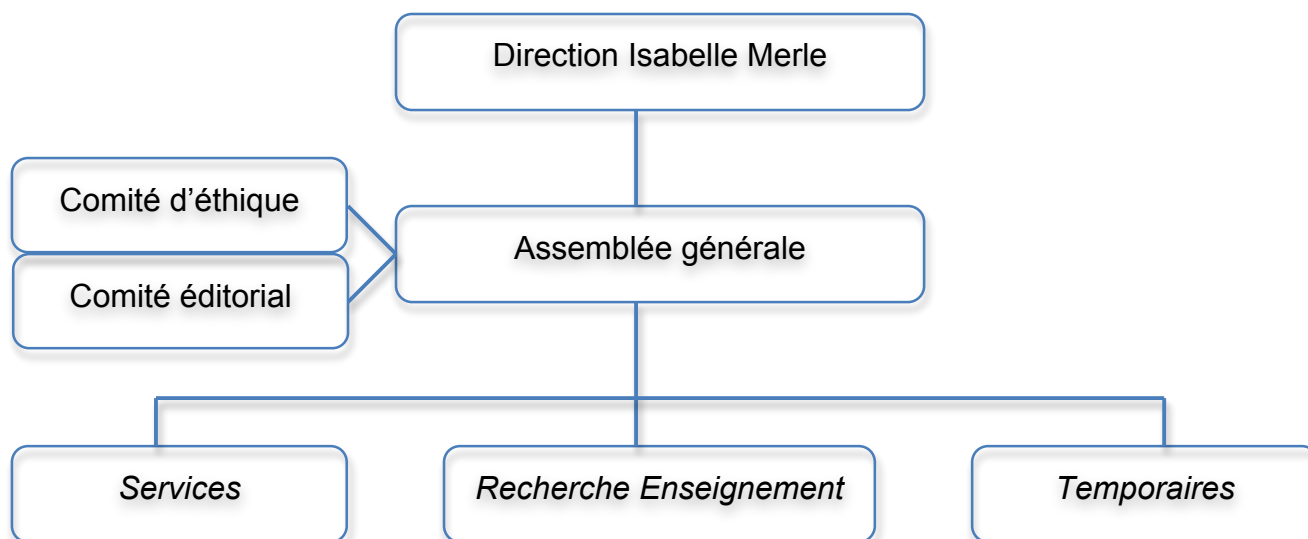 Direction Isabelle Merle
Comité d’éthique
Assemblée générale
Comité éditorial
Services
Recherche Enseignement
Temporaires